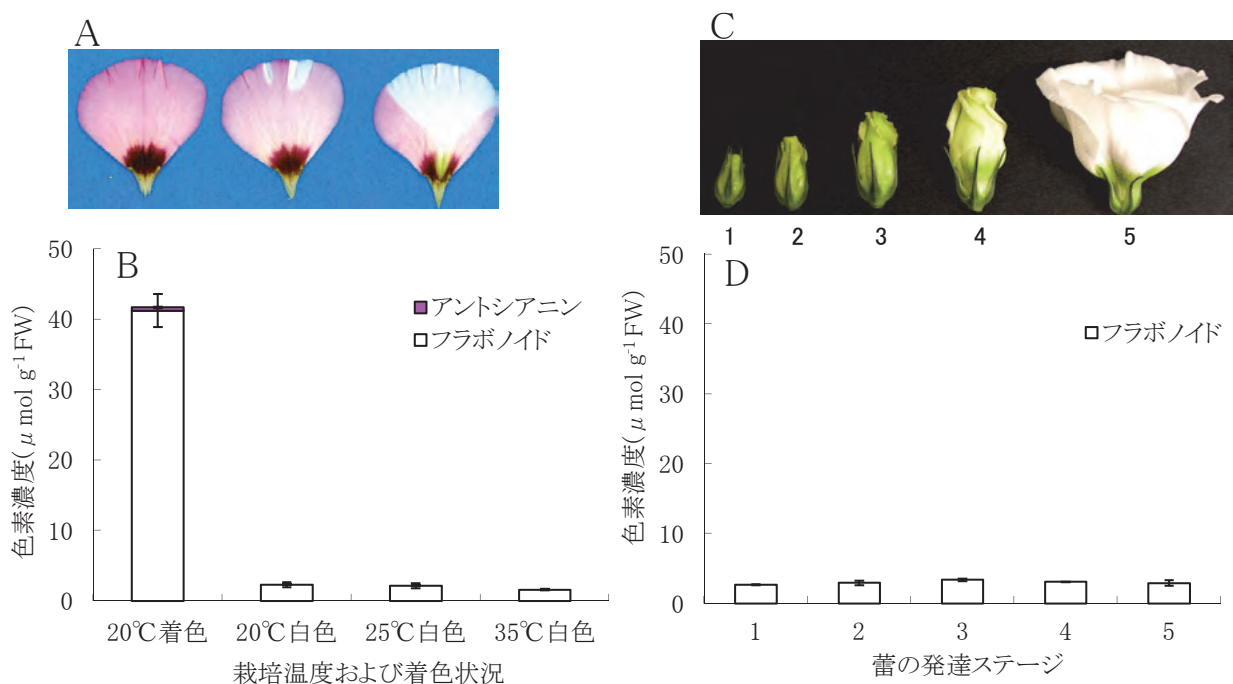 A
C
1 2 3 4 5
B
色素濃度(μ mol g⁻¹FW)
50
40
30
20
10
0
アントシアニン
フラボノイド
20℃着色 20℃白色 25℃白色 35℃白色
栽培温度および着色状況
D
色素濃度(μ mol g⁻¹FW)
50
40
30
20
10
0
フラボノイド
1 2 3 4 5
蕾の発達ステージ